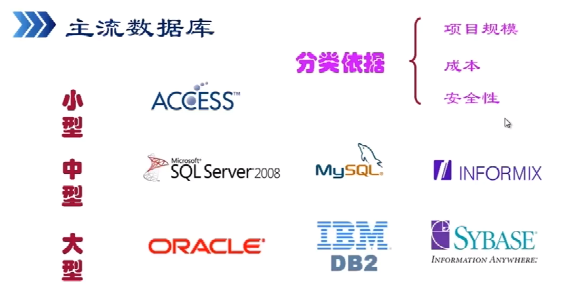 主流数据库
分类依据
项目规模
成本
安全性
小型
ACCESS™
中型
Microsoft®
SQL Server 2008
MySQL®
INFORMIX
大型
ORACLE®
IBM
DB2
SYBASE®
INFORMATION ANYWHERE.